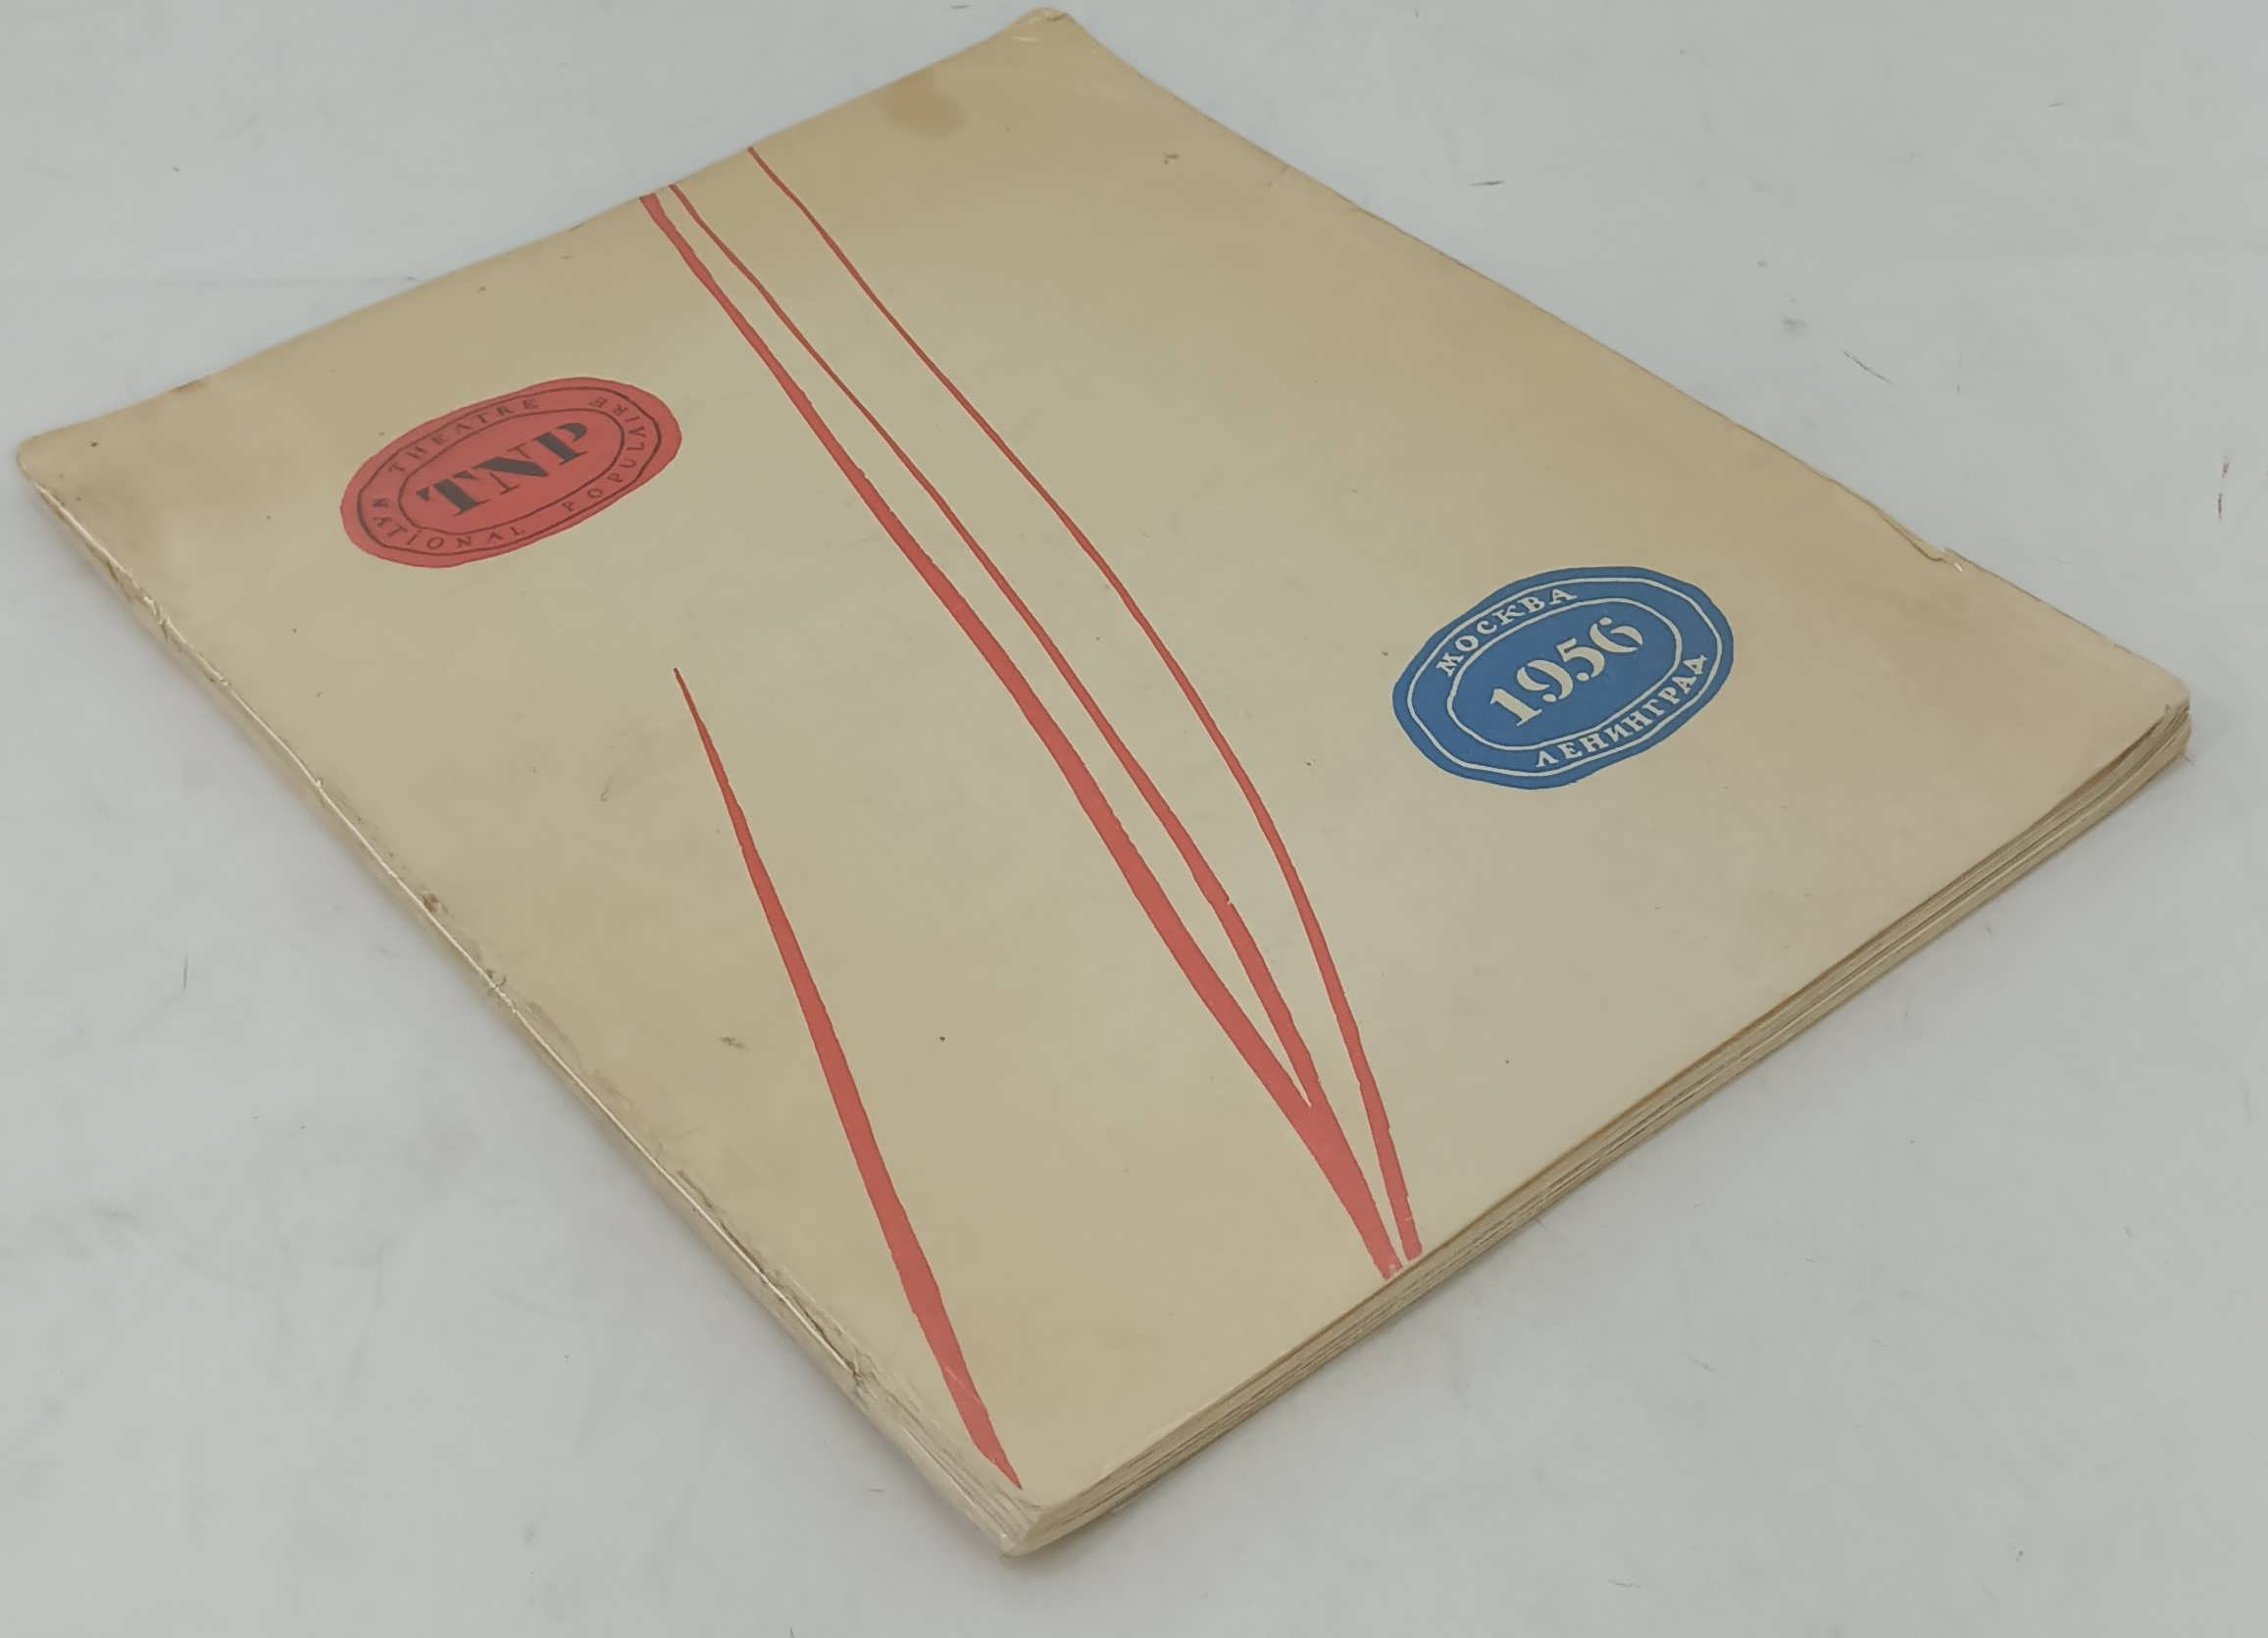 THEATRE
NATIONAL POPULAIRE
TNP
МОСКВА
1956
ЛЕНИНГРАД